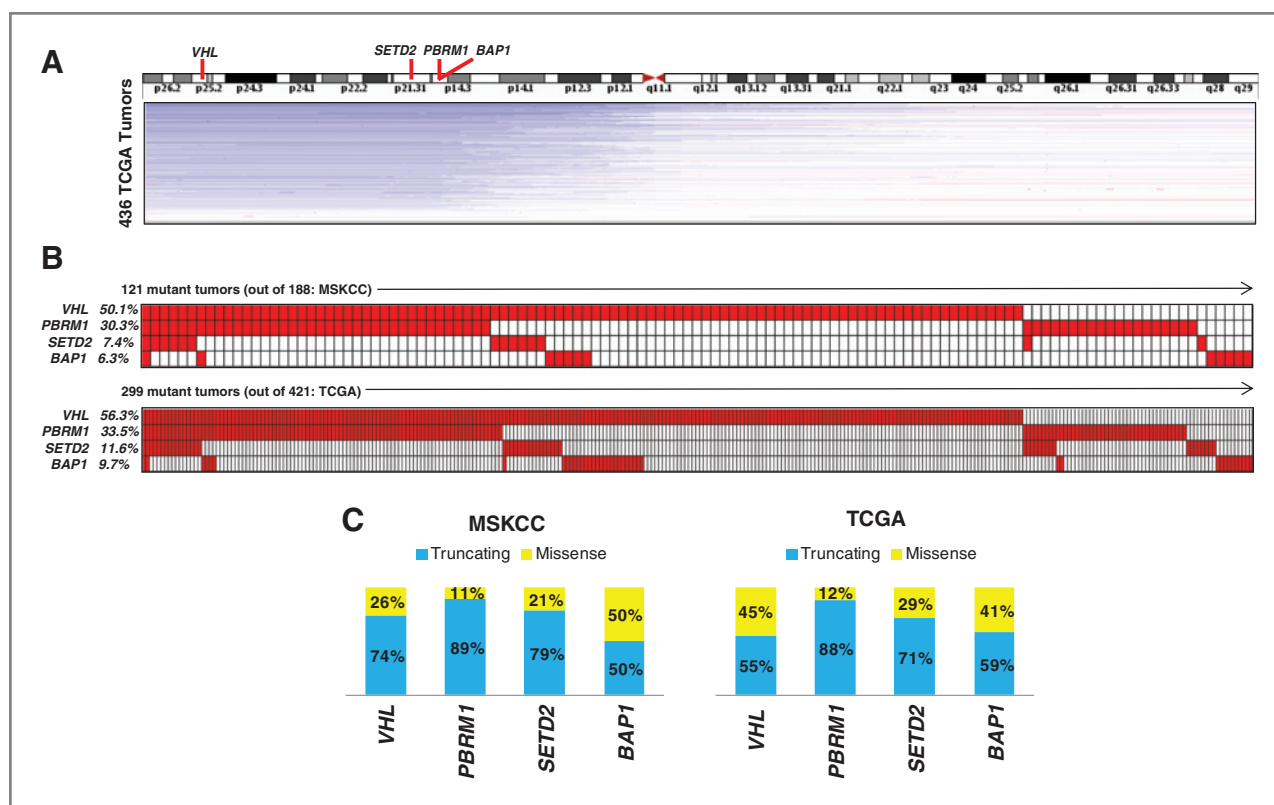 A
VHL
SETD2 PBRM1 BAP1
p26.2 p25.2 p24.3 p24.1 p22.2 p21.31 p14.3 p14.1 p12.3 p12.1 q11.1 q12.1 q13.12 q13.31 q21.1 q22.1 q23 q24 q25.2 q26.1 q26.31 q26.33 q28 q29
436 TCGA Tumors
B
121 mutant tumors (out of 188: MSKCC)
VHL 50.1%
PBRM1 30.3%
SETD2 7.4%
BAP1 6.3%
299 mutant tumors (out of 421: TCGA)
VHL 56.3%
PBRM1 33.5%
SETD2 11.6%
BAP1 9.7%
C
MSKCC
Truncating Missense
26% 11% 21% 50%
74% 89% 79% 50%
VHL PBRM1 SETD2 BAP1
TCGA
Truncating Missense
45% 12% 29% 41%
55% 88% 71% 59%
VHL PBRM1 SETD2 BAP1